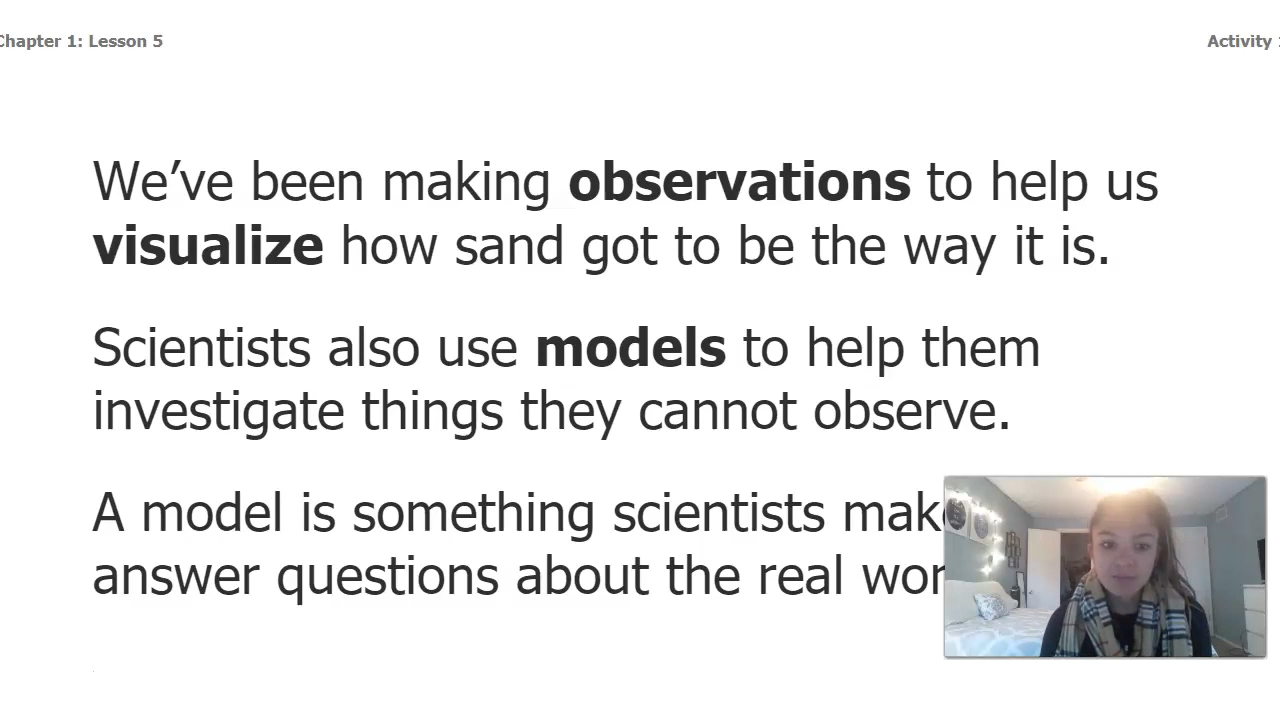 Chapter 1: Lesson 5
Activity
We’ve been making observations to help us
visualize how sand got to be the way it is.
Scientists also use models to help them
investigate things they cannot observe.
A model is something scientists
answer questions about the real